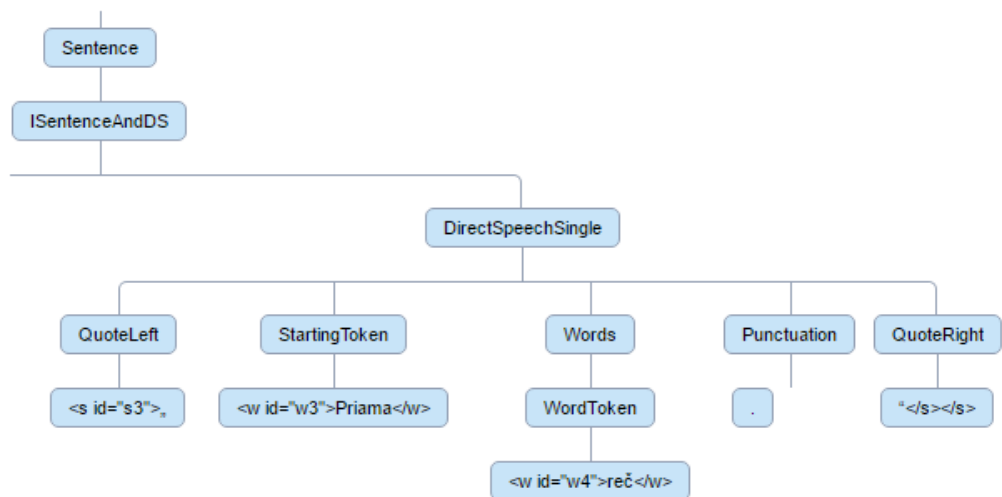 Sentence
ISentenceAndDS
DirectSpeechSingle
QuoteLeft StartingToken Words Punctuation QuoteRight
<s id="s3">„ <w id="w3">Priama</w> WordToken . “</s></s>
<w id="w4">reč</w>